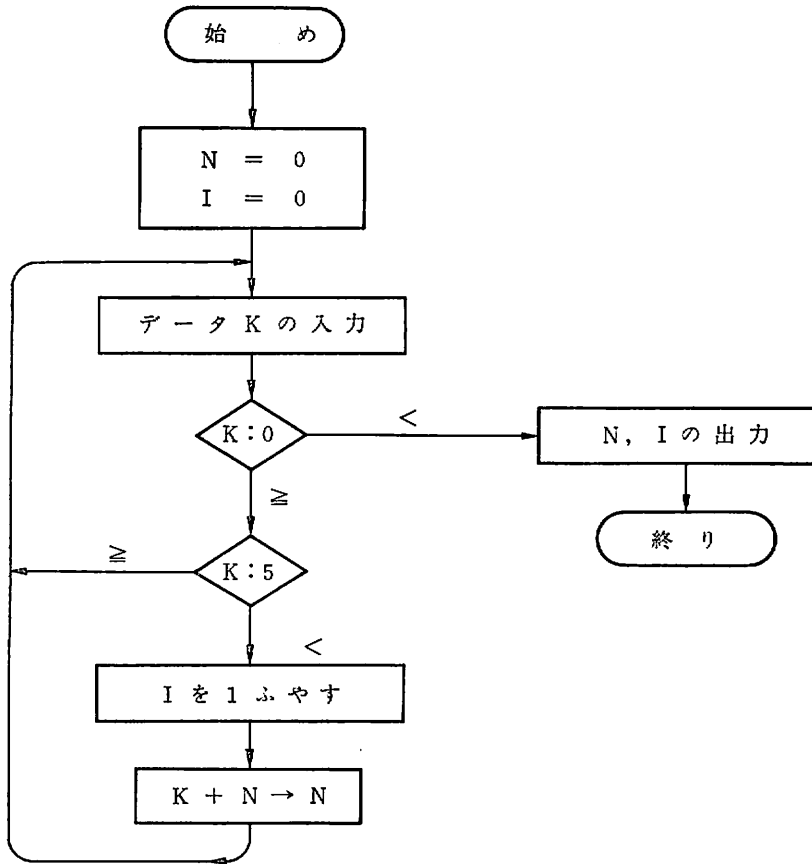 始 め
N = 0
I = 0
データKの入力
K:0
<
N, Iの出力
≧
終り
K:5
≧
<
Iを1ふやす
K+N→N